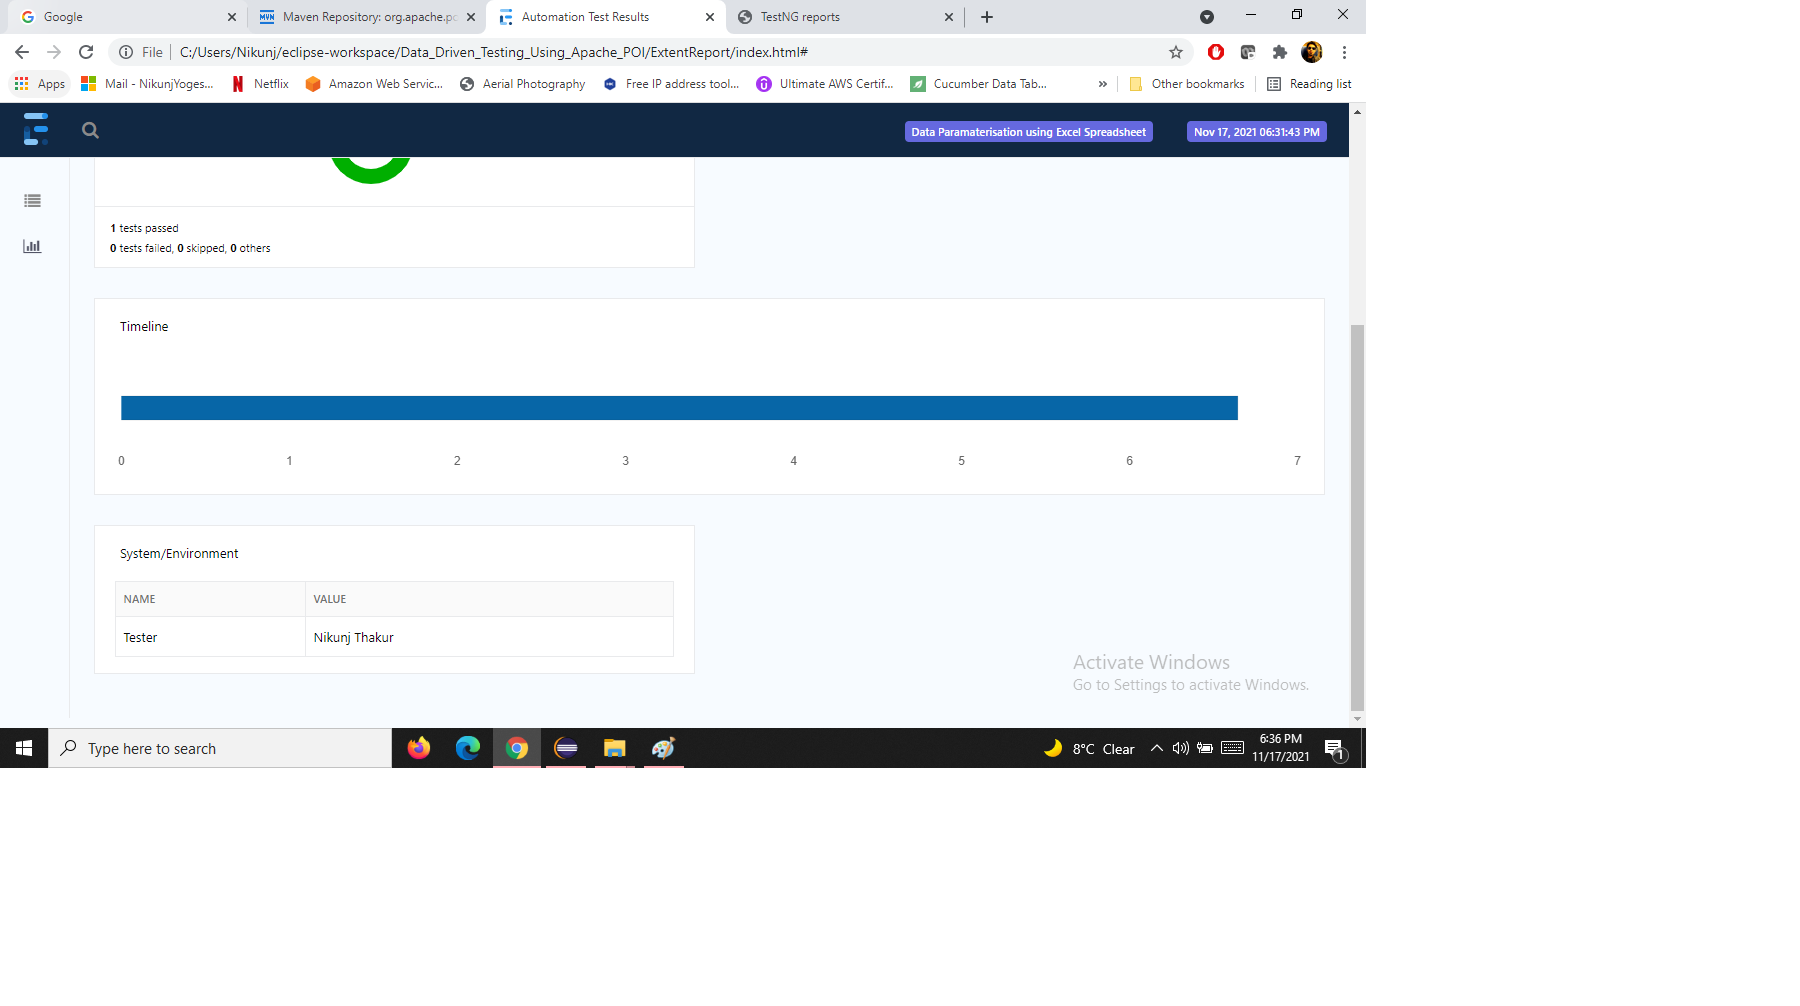 Google
Maven Repository: org.apache.po
Automation Test Results
TestNG reports
File
C:/Users/Nikunj/eclipse-workspace/Data_Driven_Testing_Using_Apache_POI/ExtentReport/index.html#
Apps
Mail - NikunjYoges...
Netflix
Amazon Web Servic...
Aerial Photography
Free IP address tool...
Ultimate AWS Certif...
Cucumber Data Tab...
»
Other bookmarks
Reading list
Data Paramaterisation using Excel Spreadsheet
Nov 17, 2021 06:31:43 PM
1 tests passed
0 tests failed, 0 skipped, 0 others
Timeline
0 1 2 3 4 5 6 7
System/Environment
NAME VALUE
Tester Nikunj Thakur
Activate Windows
Go to Settings to activate Windows.
Type here to search
8°C Clear
6:36 PM
11/17/2021
1